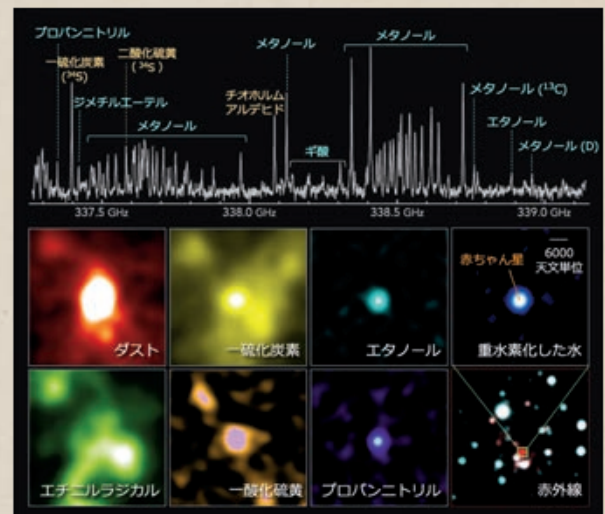 プロパンニトリル
一硫化炭素
(³⁴S)
ジメチルエーテル
二酸化硫黄
(³⁴S)
メタノール
チオホルム
アルデヒド
メタノール
ギ酸
メタノール
メタノール (¹³C)
エタノール
メタノール (D)
337.5 GHz
338.0 GHz
338.5 GHz
339.0 GHz
ダスト
一硫化炭素
エタノール
赤ちゃん星
6000
天文単位
重水素化した水
エチニルラジカル
一酸化硫黄
プロパンニトリル
赤外線